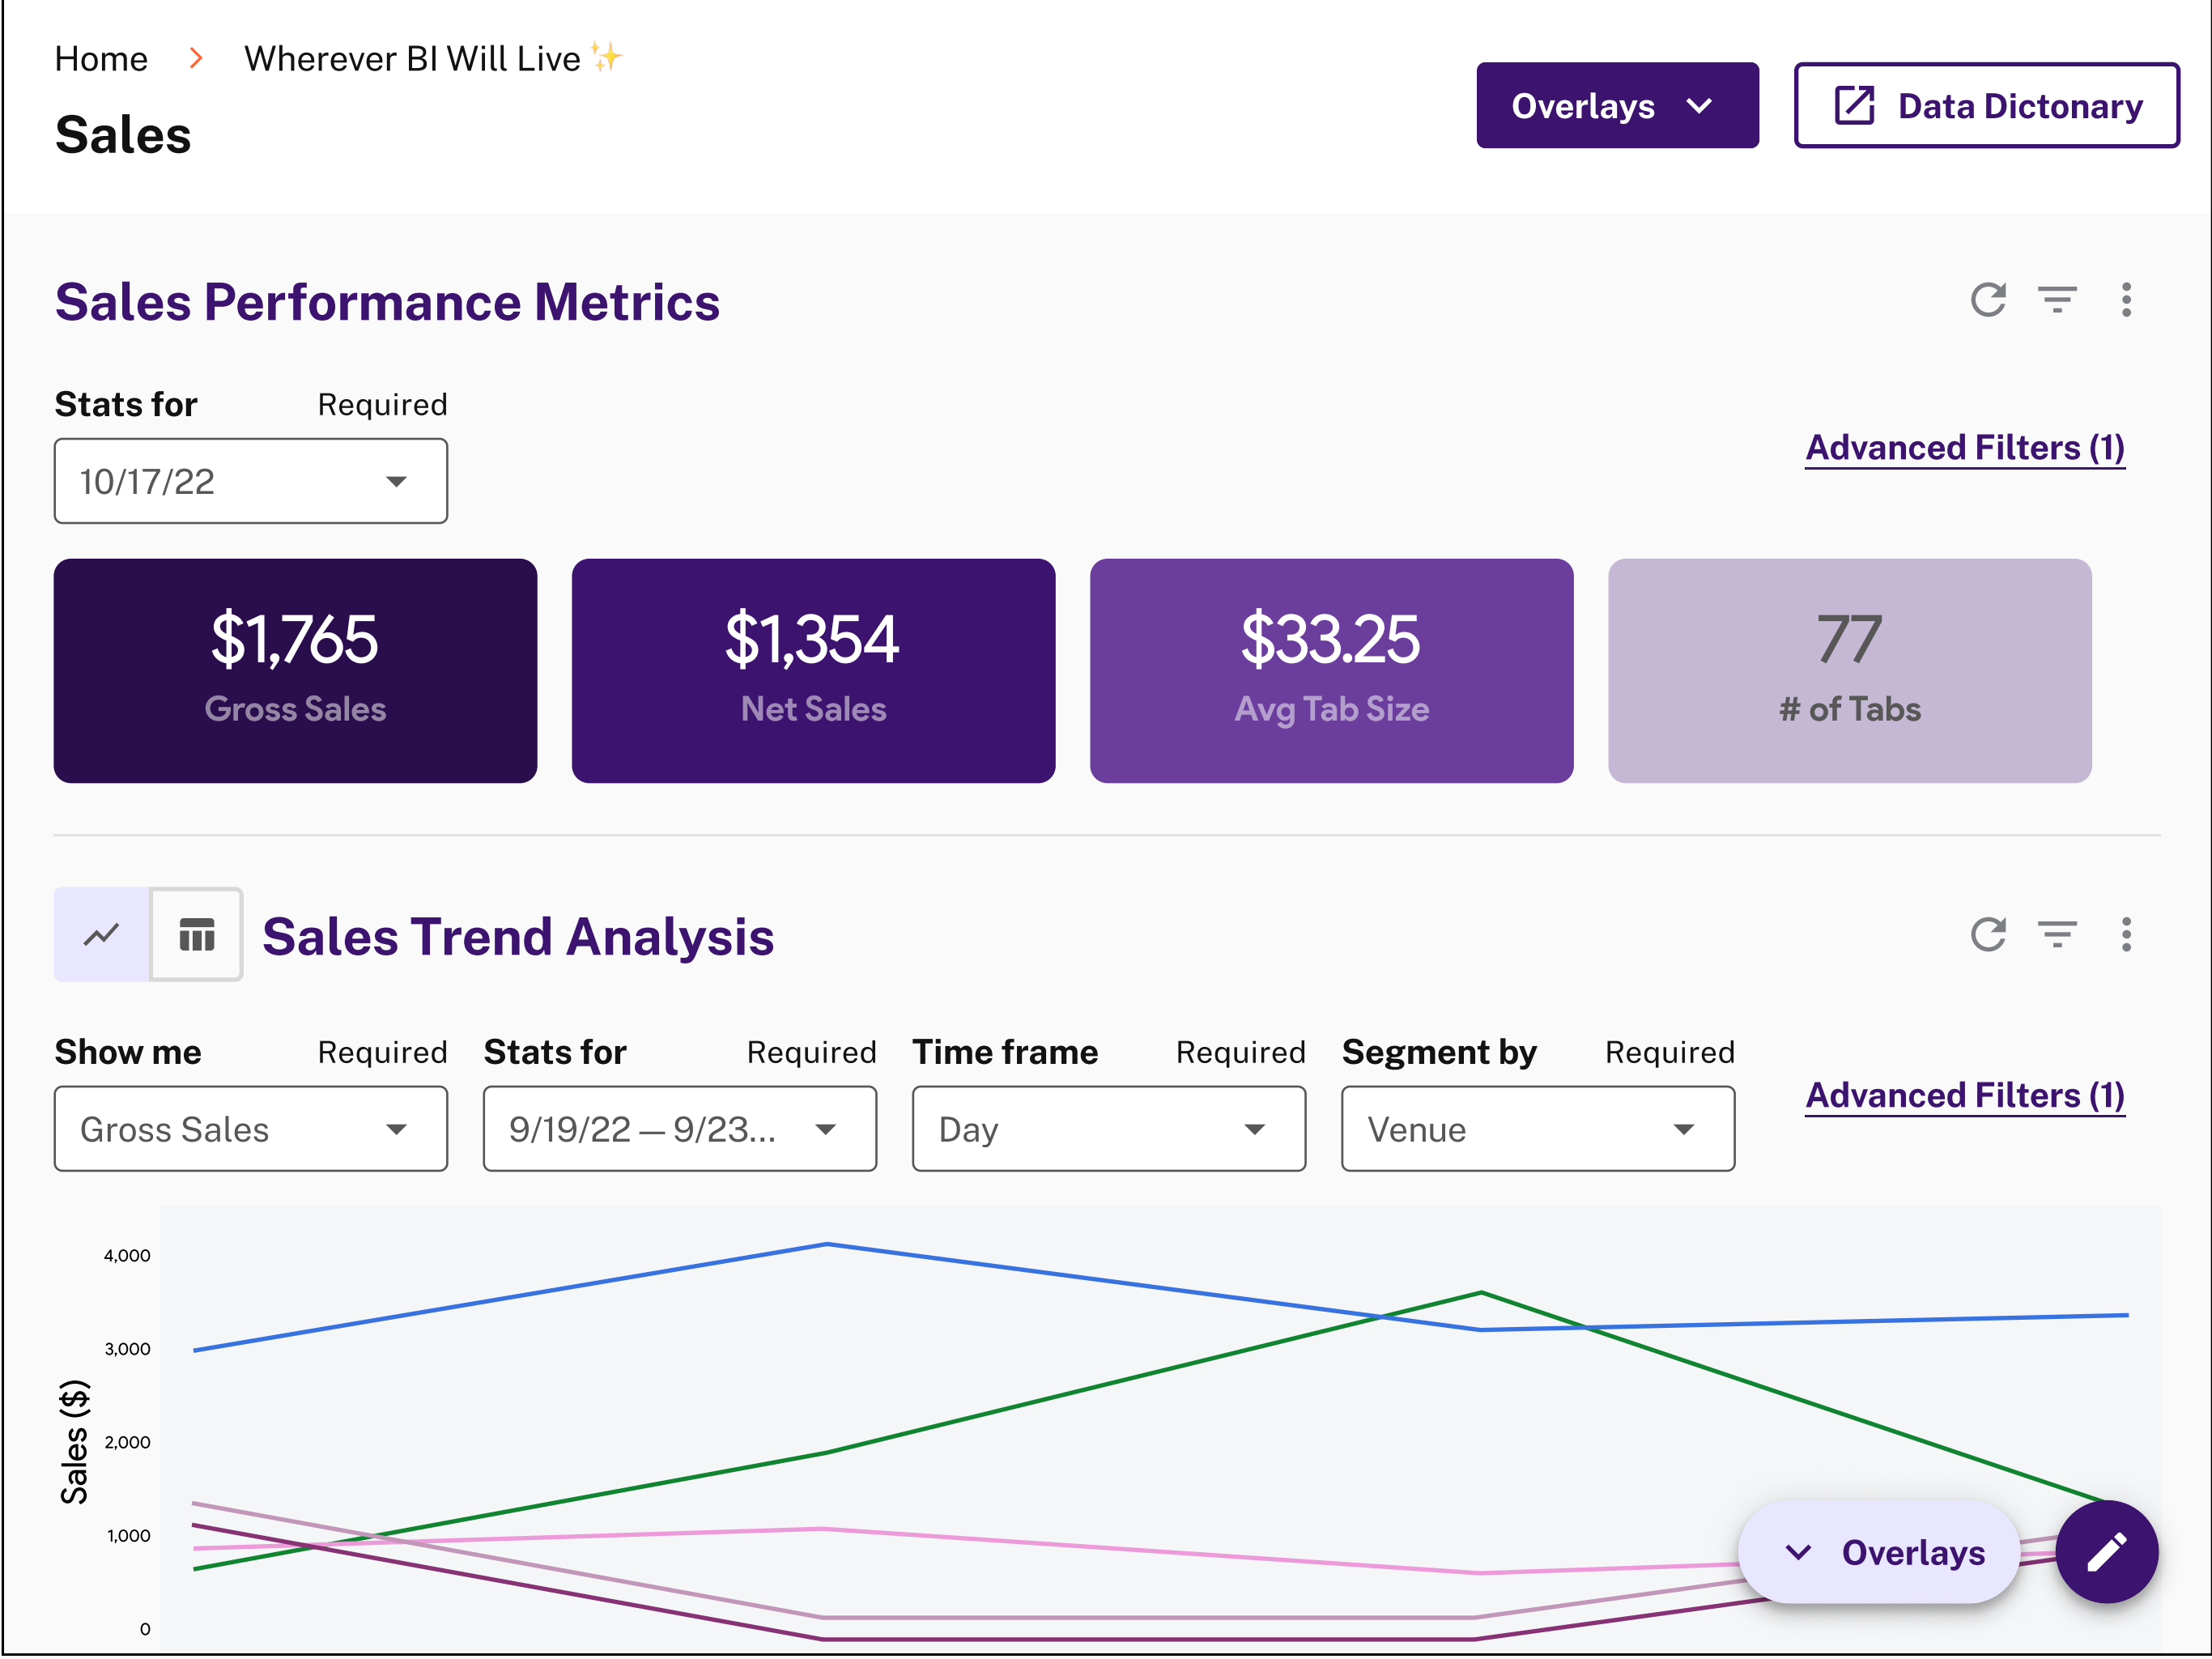 Home > Wherever BI Will Live ✨
Sales
Overlays
Data Dictonary
Sales Performance Metrics
Stats for Required
10/17/22
Advanced Filters (1)
$1,765
Gross Sales
$1,354
Net Sales
$33.25
Avg Tab Size
77
# of Tabs
Sales Trend Analysis
Show me Required
Gross Sales
Stats for Required
9/19/22 — 9/23...
Time frame Required
Day
Segment by Required
Venue
Advanced Filters (1)
Sales ($)
4,000
3,000
2,000
1,000
0
Overlays